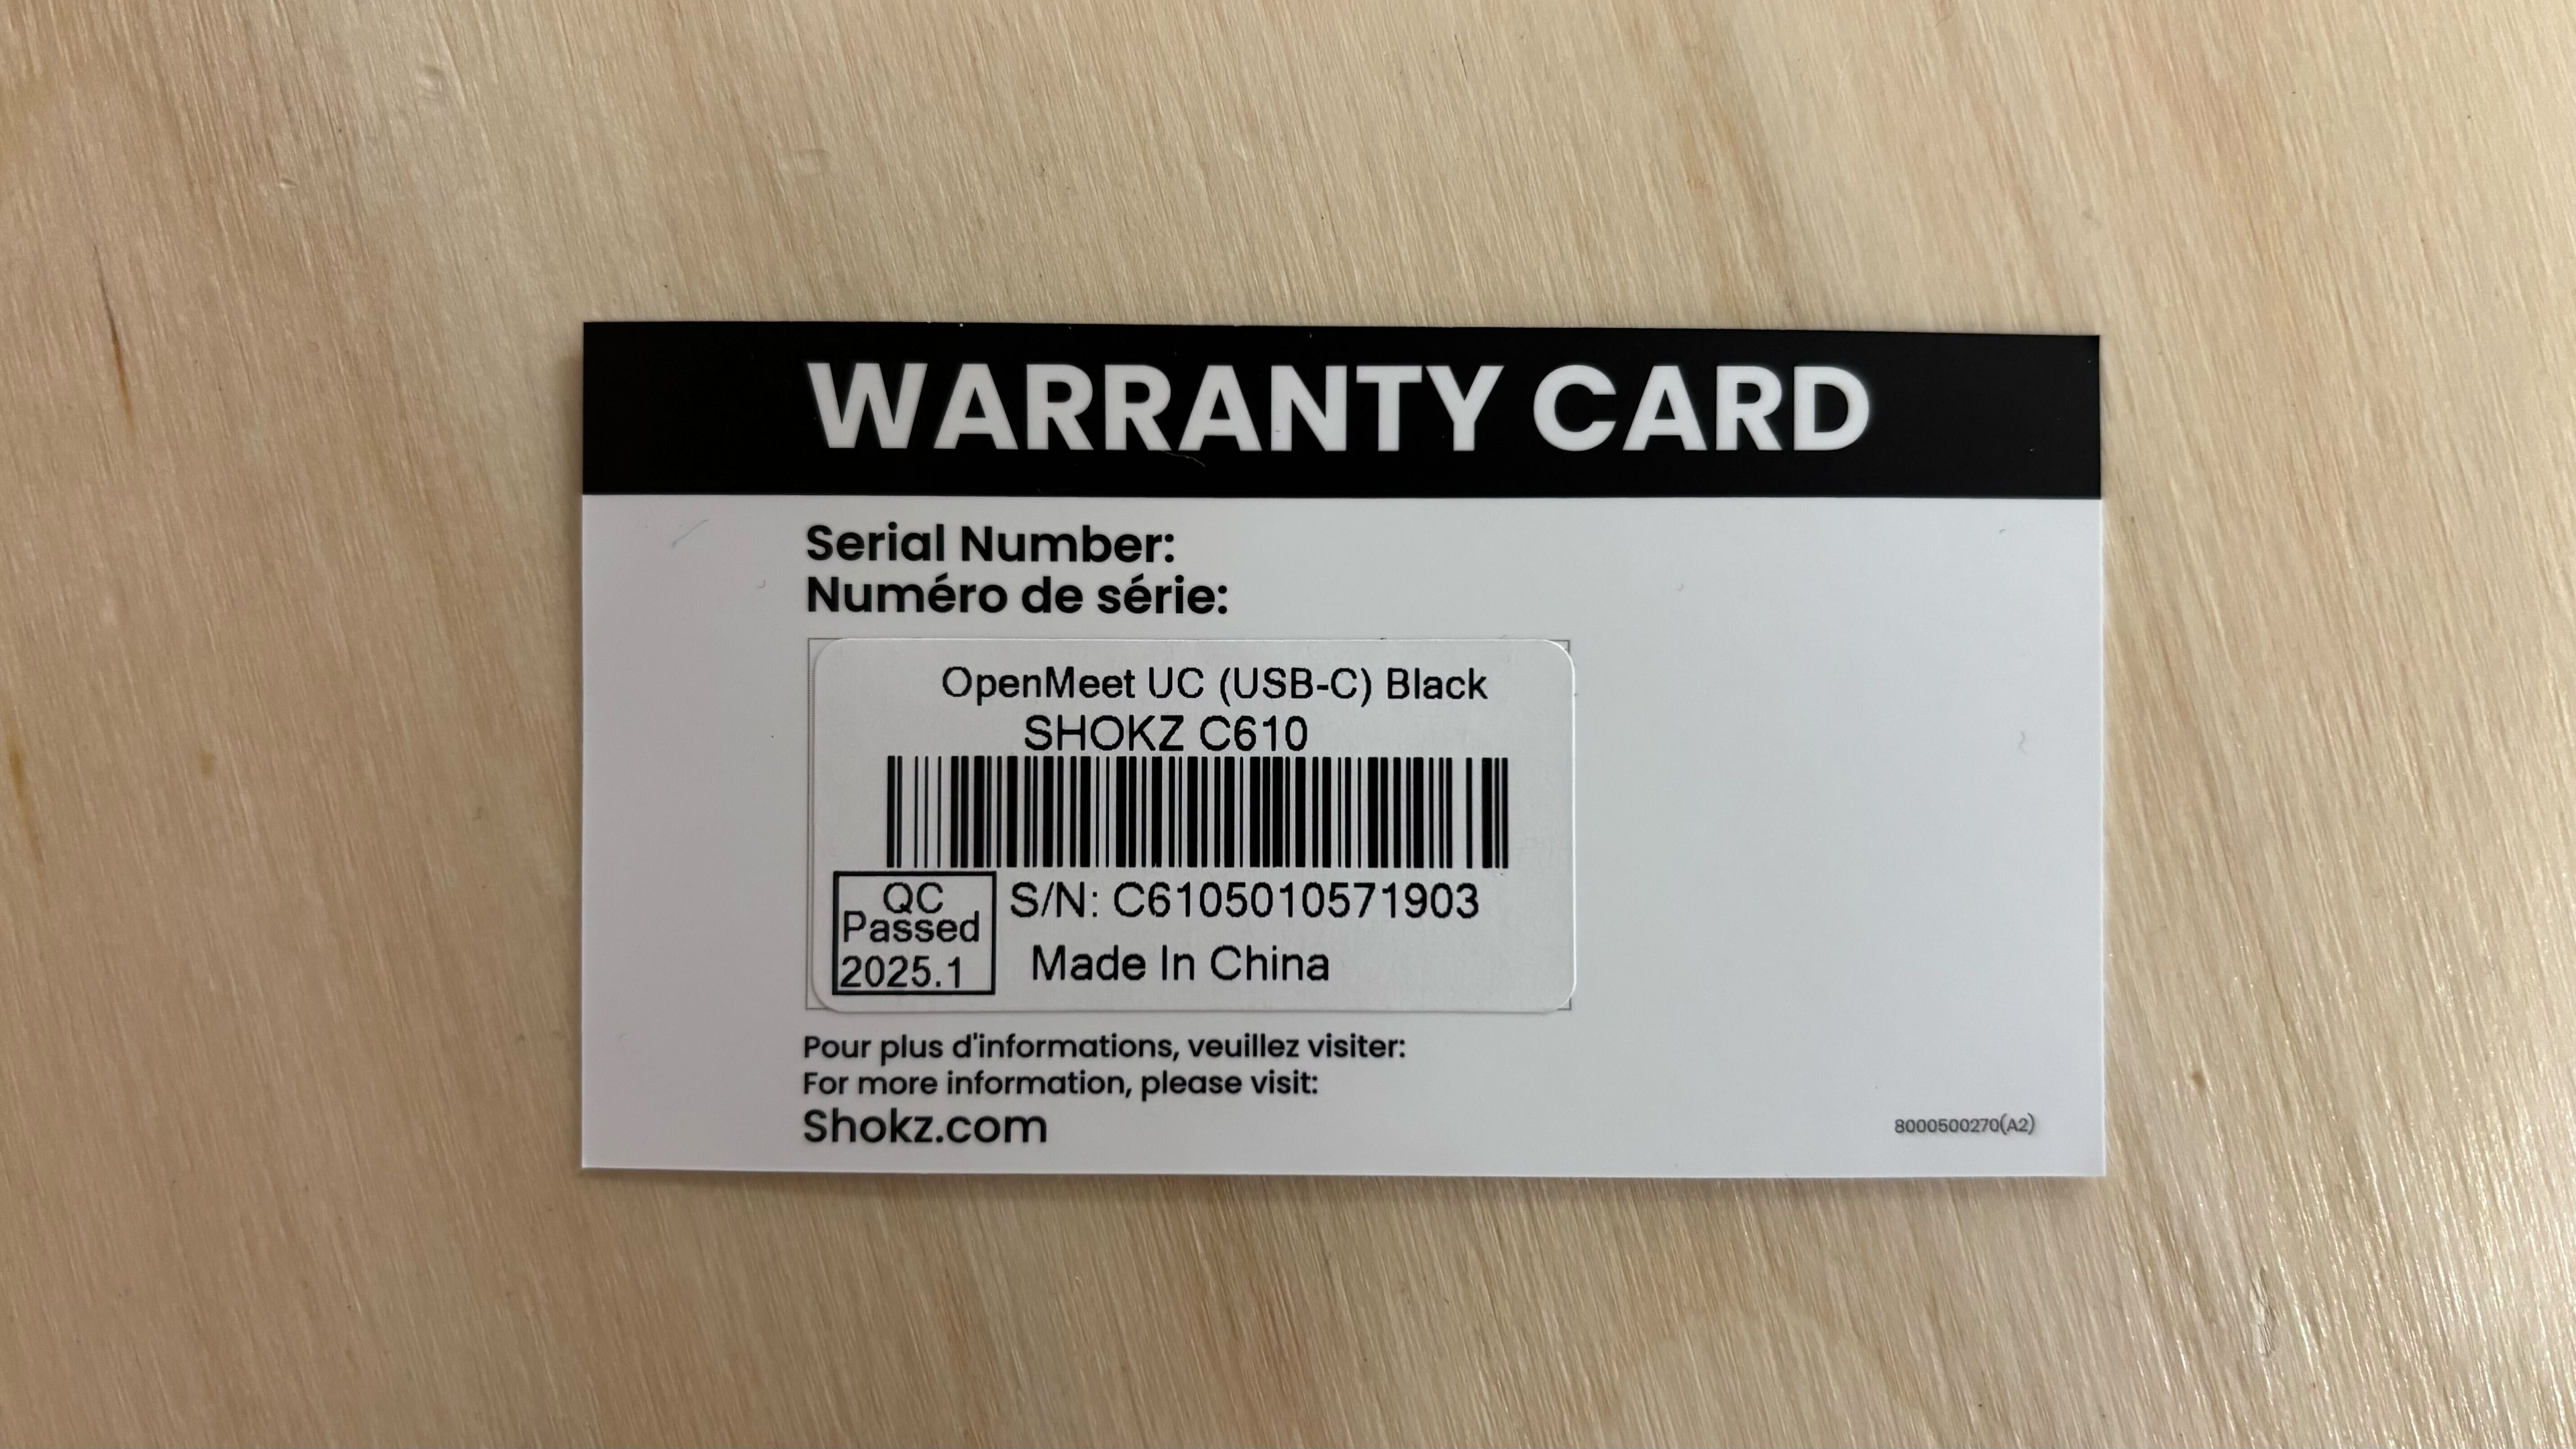 WARRANTY CARD
Serial Number:
Numéro de série:
OpenMeet UC (USB-C) Black
SHOKZ C610
QC
Passed
2025.1
S/N: C6105010571903
Made In China
Pour plus d'informations, veuillez visiter:
For more information, please visit:
Shokz.com
8000500270(A2)